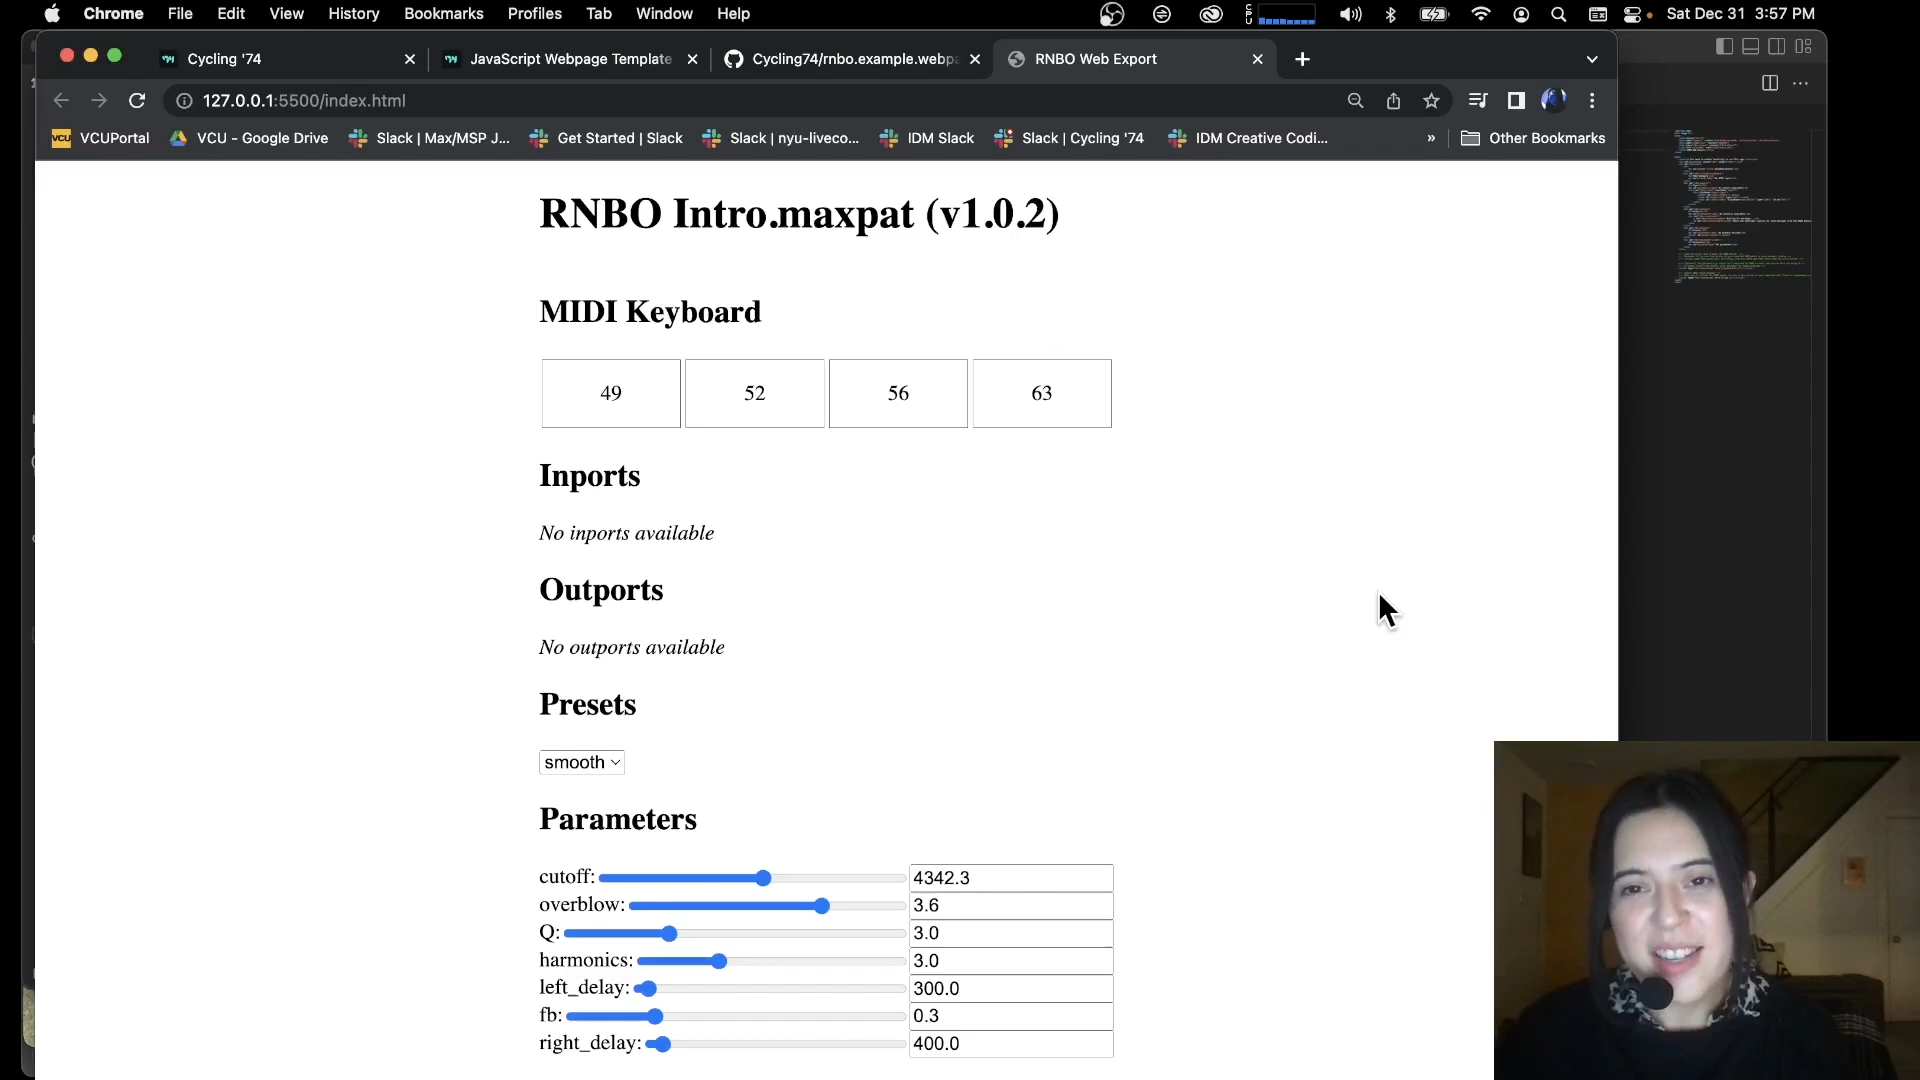 Chrome File Edit View History Bookmarks Profiles Tab Window Help CPU Sat Dec 31 3:57 PM
Cycling '74 JavaScript Webpage Template Cycling74/rnbo.example.webpa RNBO Web Export
127.0.0.1:5500/index.html
VCU VCUPortal VCU - Google Drive Slack | Max/MSP J... Get Started | Slack Slack | nyu-liveco... IDM Slack Slack | Cycling '74 IDM Creative Codi... » Other Bookmarks
RNBO Intro.maxpat (v1.0.2)
MIDI Keyboard
49 52 56 63
Inports
No inports available
Outports
No outports available
Presets
smooth
Parameters
cutoff: 4342.3
overblow: 3.6
Q: 3.0
harmonics: 3.0
left_delay: 300.0
fb: 0.3
right_delay: 400.0